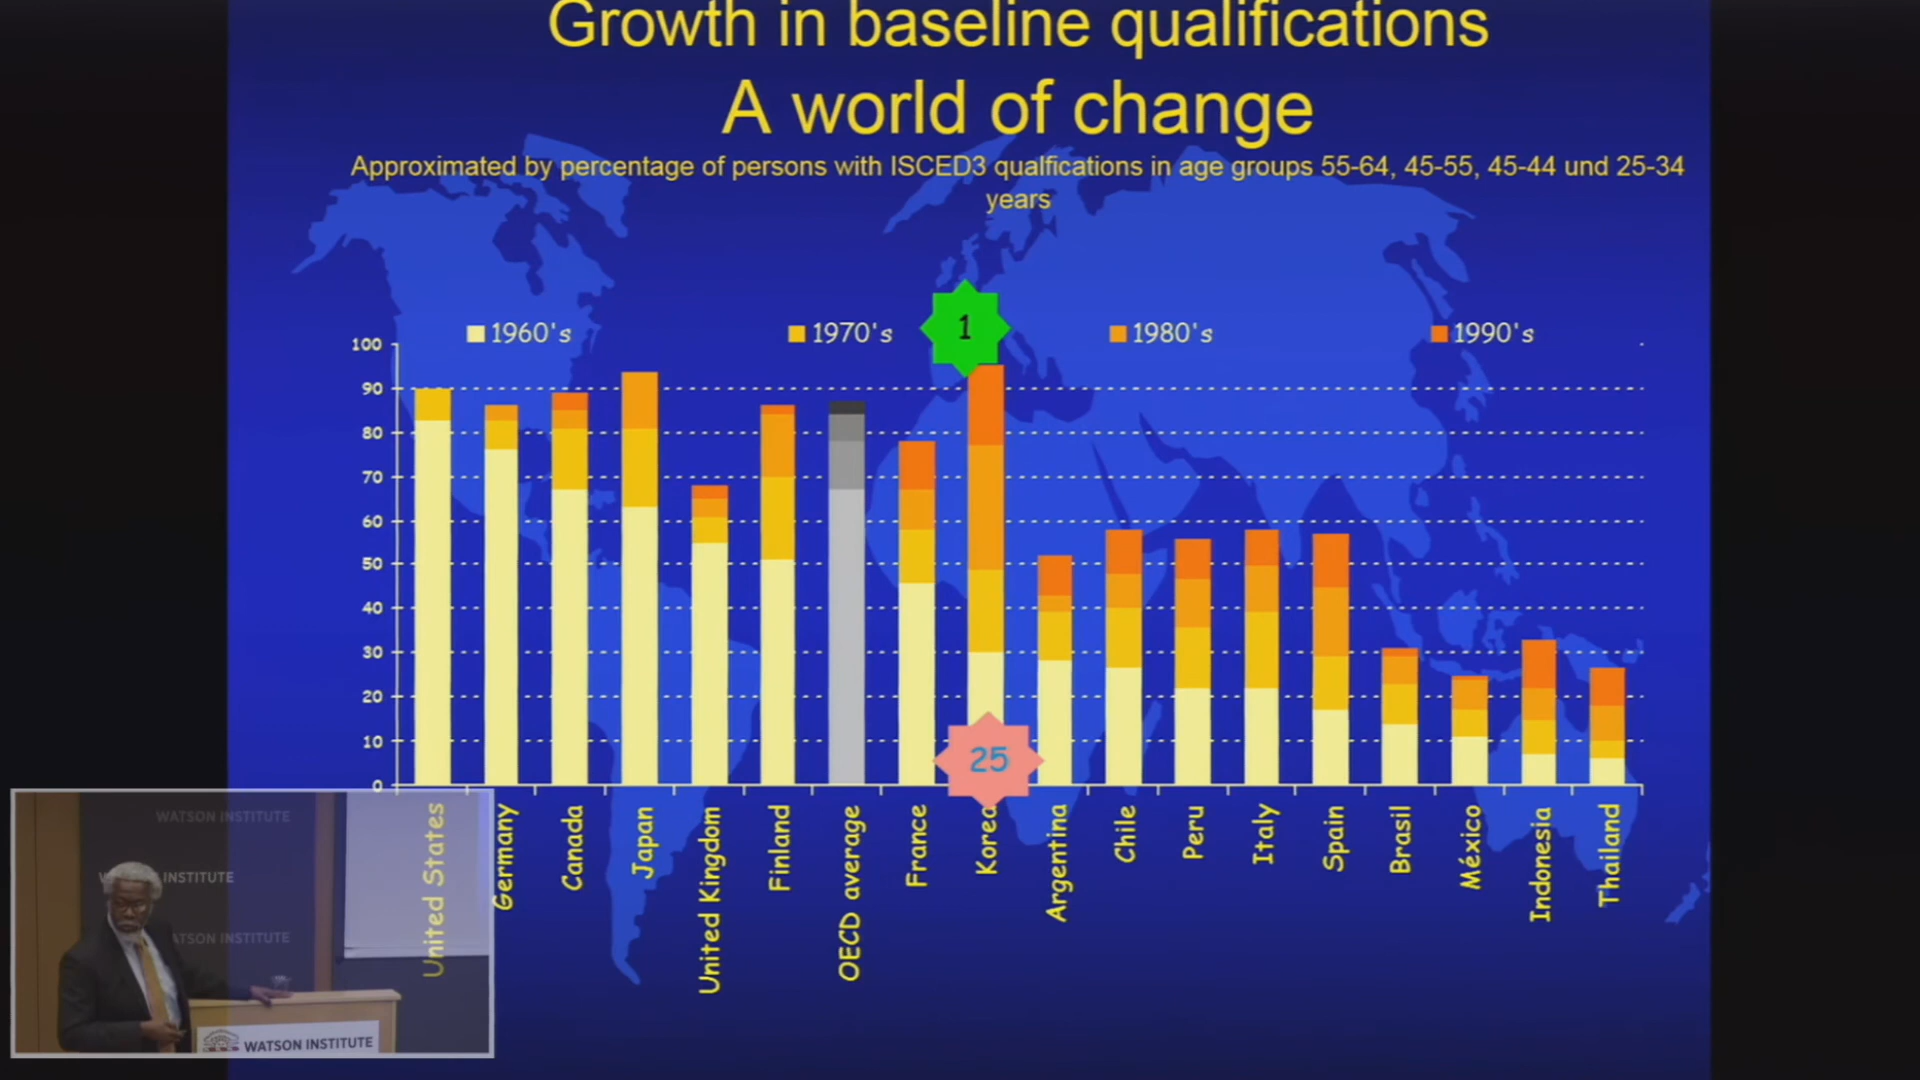 Growth in baseline qualifications
A world of change
Approximated by percentage of persons with ISCED3 qualfications in age groups 55-64, 45-55, 45-44 und 25-34
years
1
1960's
1970's
1980's
1990's
100
90
80
70
60
50
40
30
20
10
0
25
United States
Germany
Canada
Japan
United Kingdom
Finland
OECD average
France
Korea
Argentina
Chile
Peru
Italy
Spain
Brasil
México
Indonesia
Thailand
WATSON INSTITUTE
INSTITUTE
WATSON INSTITUTE
WATSON INSTITUTE